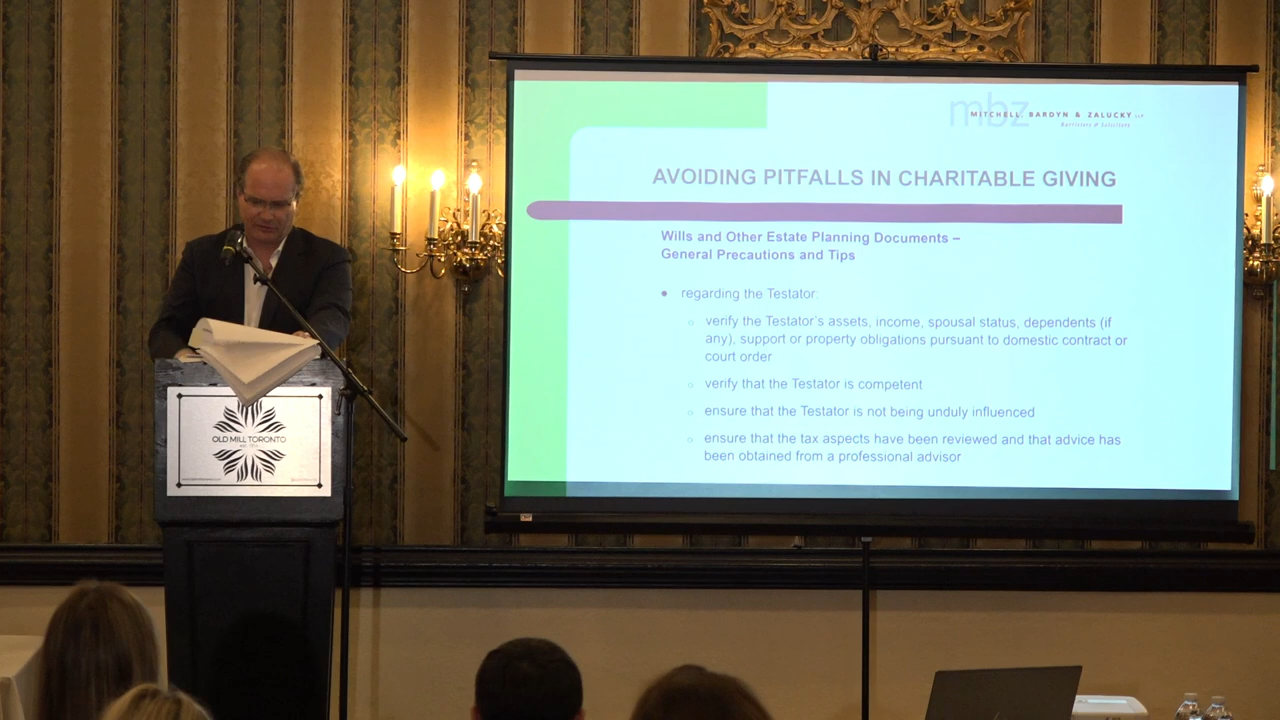 mbz
MITCHELL, BARDYN & ZALUCKY LLP
Barristers & Solicitors
AVOIDING PITFALLS IN CHARITABLE GIVING
Wills and Other Estate Planning Documents –
General Precautions and Tips
regarding the Testator:
verify the Testator's assets, income, spousal status, dependents (if
any), support or property obligations pursuant to domestic contract or
court order
verify that the Testator is competent
ensure that the Testator is not being unduly influenced
ensure that the tax aspects have been reviewed and that advice has
been obtained from a professional advisor
OLD MILL TORONTO